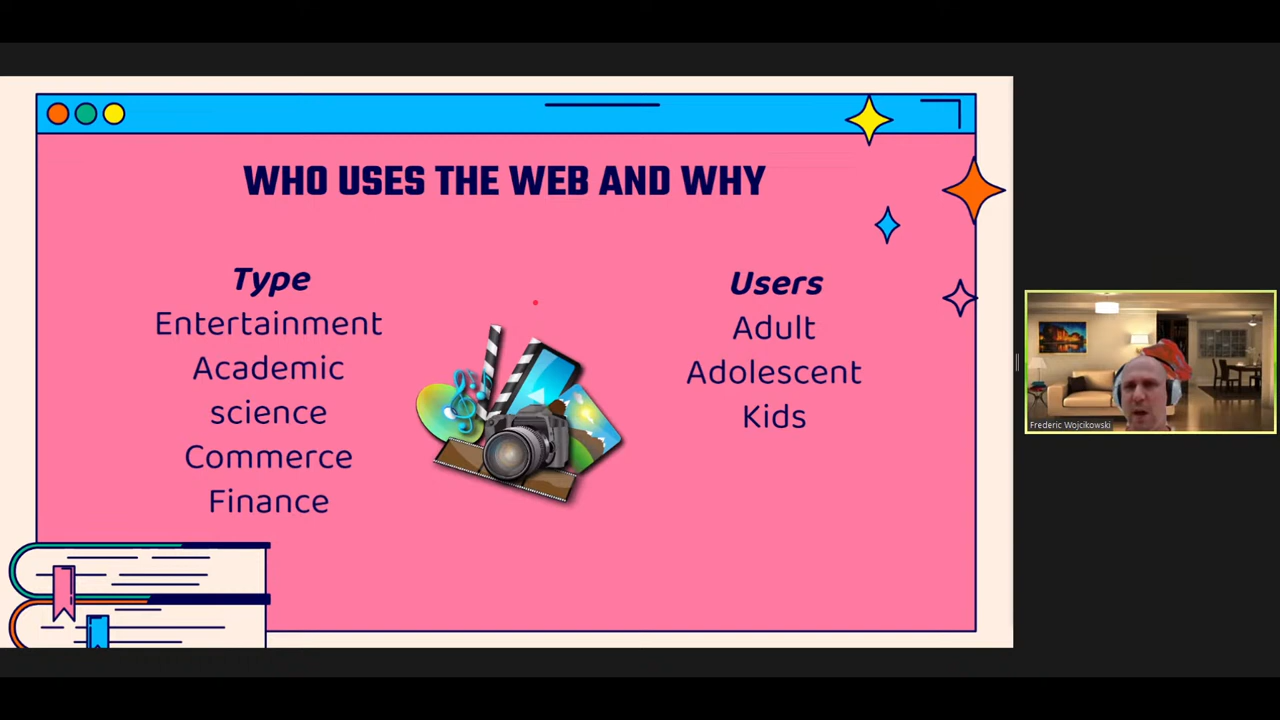 WHO USES THE WEB AND WHY
Type
Entertainment
Academic
science
Commerce
Finance
Users
Adult
Adolescent
Kids
Frederic Wojcikowski